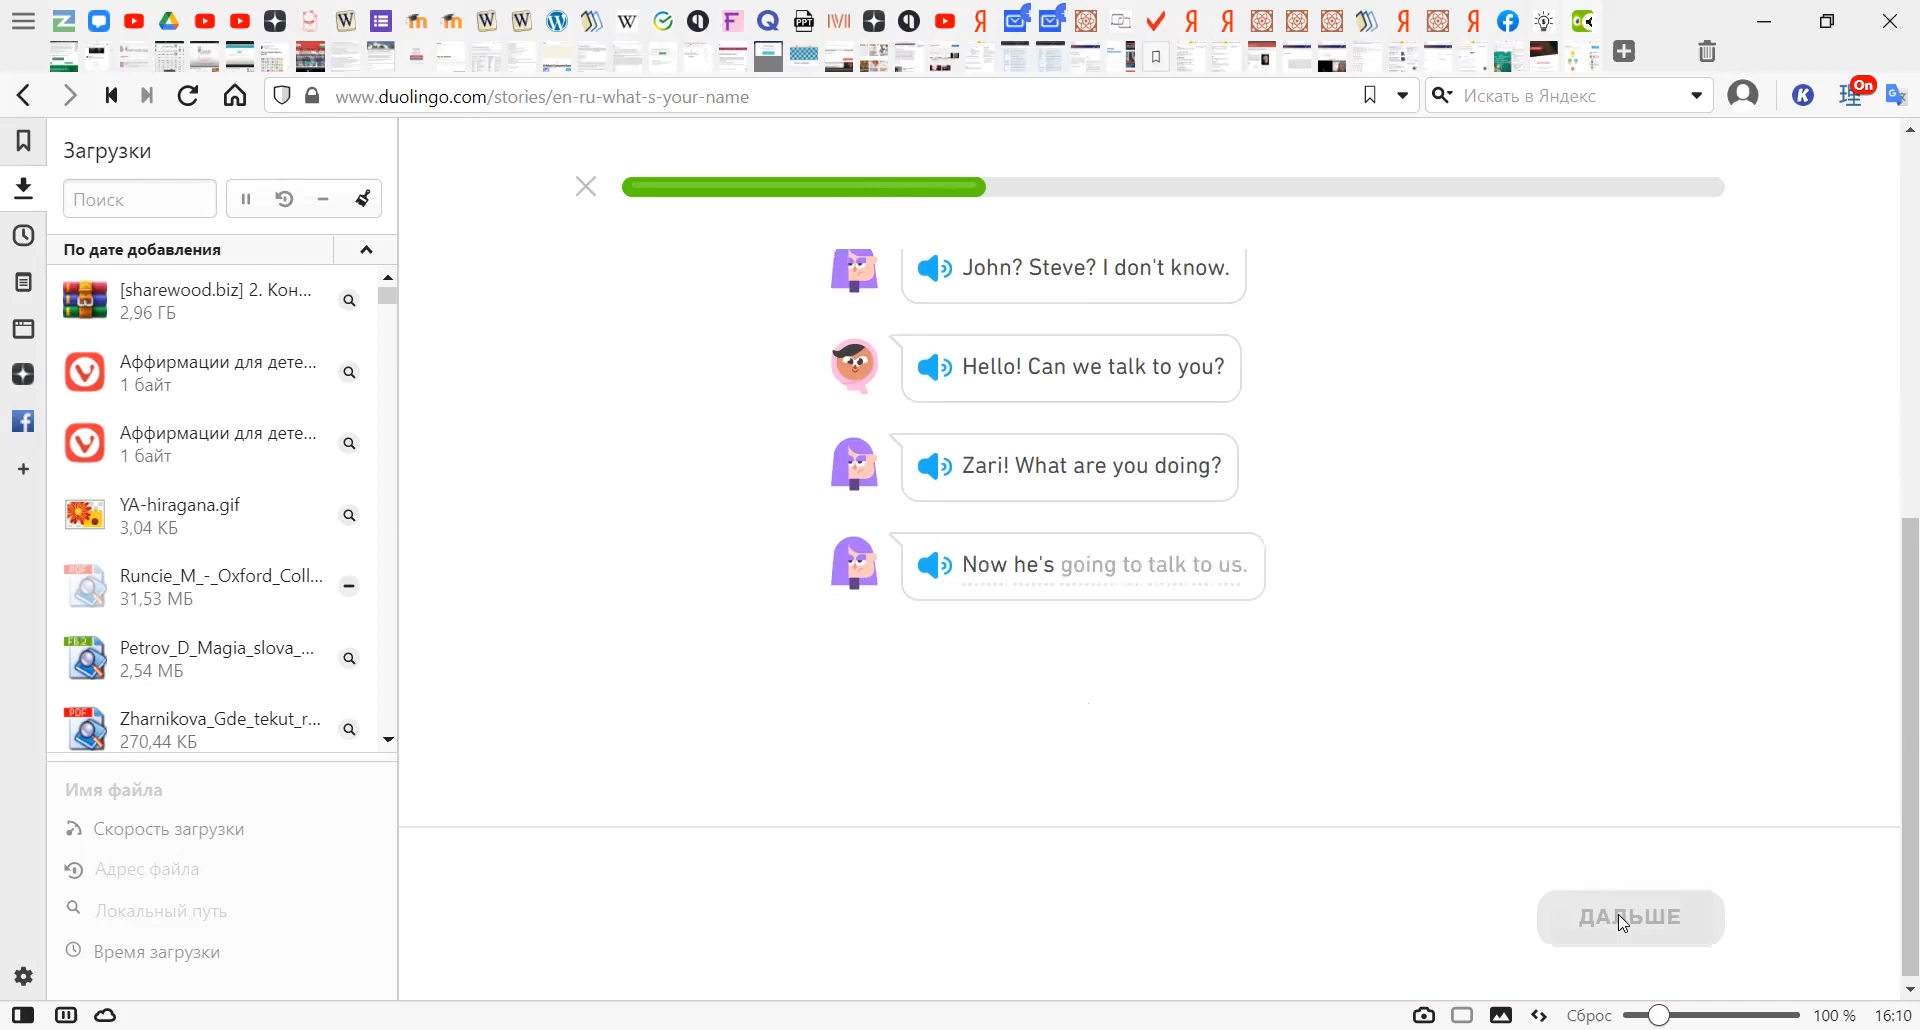 www.duolingo.com/stories/en-ru-what-s-your-name
Искать в Яндекс
On
Загрузки
Поиск
По дате добавления
[sharewood.biz] 2. Кон...
2,96 ГБ
Аффирмации для дете...
1 байт
Аффирмации для дете...
1 байт
YA-hiragana.gif
3,04 КБ
Runcie_M_-_Oxford_Coll...
31,53 МБ
Petrov_D_Magia_slova_...
2,54 МБ
Zharnikova_Gde_tekut_r...
270,44 КБ
Имя файла
Скорость загрузки
Адрес файла
Локальный путь
Время загрузки
John? Steve? I don't know.
Hello! Can we talk to you?
Zari! What are you doing?
Now he's going to talk to us.
ДАЛЬШЕ
Сброс
100 %
16:10